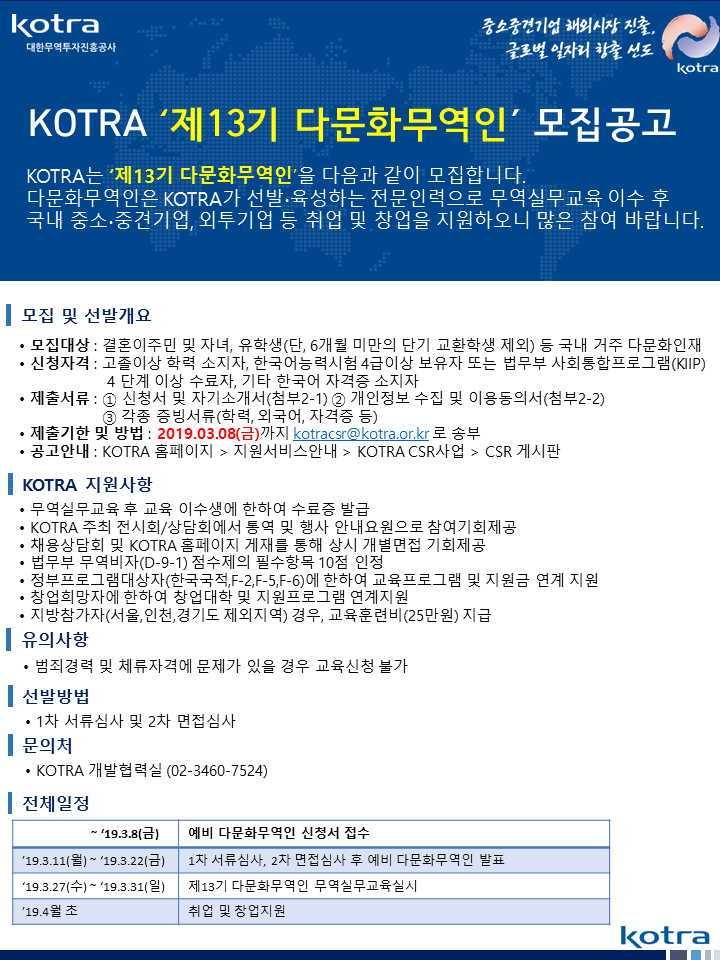 kotra
대한무역투자진흥공사
중소중견기업 해외시장 진출,
글로벌 일자리 창출 선도
kotra
KOTRA ‘제13기 다문화무역인’ 모집공고
KOTRA는 ‘제13기 다문화무역인’을 다음과 같이 모집합니다.
다문화무역인은 KOTRA가 선발·육성하는 전문인력으로 무역실무교육 이수 후
국내 중소·중견기업, 외투기업 등 취업 및 창업을 지원하오니 많은 참여 바랍니다.
모집 및 선발개요
• 모집대상 : 결혼이주민 및 자녀, 유학생(단, 6개월 미만의 단기 교환학생 제외) 등 국내 거주 다문화인재
• 신청자격 : 고졸이상 학력 소지자, 한국어능력시험 4급이상 보유자 또는 법무부 사회통합프로그램(KIIP)
4 단계 이상 수료자, 기타 한국어 자격증 소지자
• 제출서류 : ① 신청서 및 자기소개서(첨부2-1) ② 개인정보 수집 및 이용동의서(첨부2-2)
③ 각종 증빙서류(학력, 외국어, 자격증 등)
• 제출기한 및 방법 : 2019.03.08(금)까지 kotracsr@kotra.or.kr 로 송부
• 공고안내 : KOTRA 홈페이지 > 지원서비스안내 > KOTRA CSR사업 > CSR 게시판
KOTRA 지원사항
• 무역실무교육 후 교육 이수생에 한하여 수료증 발급
• KOTRA 주최 전시회/상담회에서 통역 및 행사 안내요원으로 참여기회제공
• 채용상담회 및 KOTRA 홈페이지 게재를 통해 상시 개별면접 기회제공
• 법무부 무역비자(D-9-1) 점수제의 필수항목 10점 인정
• 정부프로그램대상자(한국국적,F-2,F-5,F-6)에 한하여 교육프로그램 및 지원금 연계 지원
• 창업희망자에 한하여 창업대학 및 지원프로그램 연계지원
• 지방참가자(서울,인천,경기도 제외지역) 경우, 교육훈련비(25만원) 지급
유의사항
• 범죄경력 및 체류자격에 문제가 있을 경우 교육신청 불가
선발방법
• 1차 서류심사 및 2차 면접심사
문의처
• KOTRA 개발협력실 (02-3460-7524)
전체일정
~ ‘19.3.8(금) 예비 다문화무역인 신청서 접수
’19.3.11(월) ~ ‘19.3.22(금) 1차 서류심사, 2차 면접심사 후 예비 다문화무역인 발표
‘19.3.27(수) ~ ‘19.3.31(일) 제13기 다문화무역인 무역실무교육실시
’19.4월 초 취업 및 창업지원
kotra